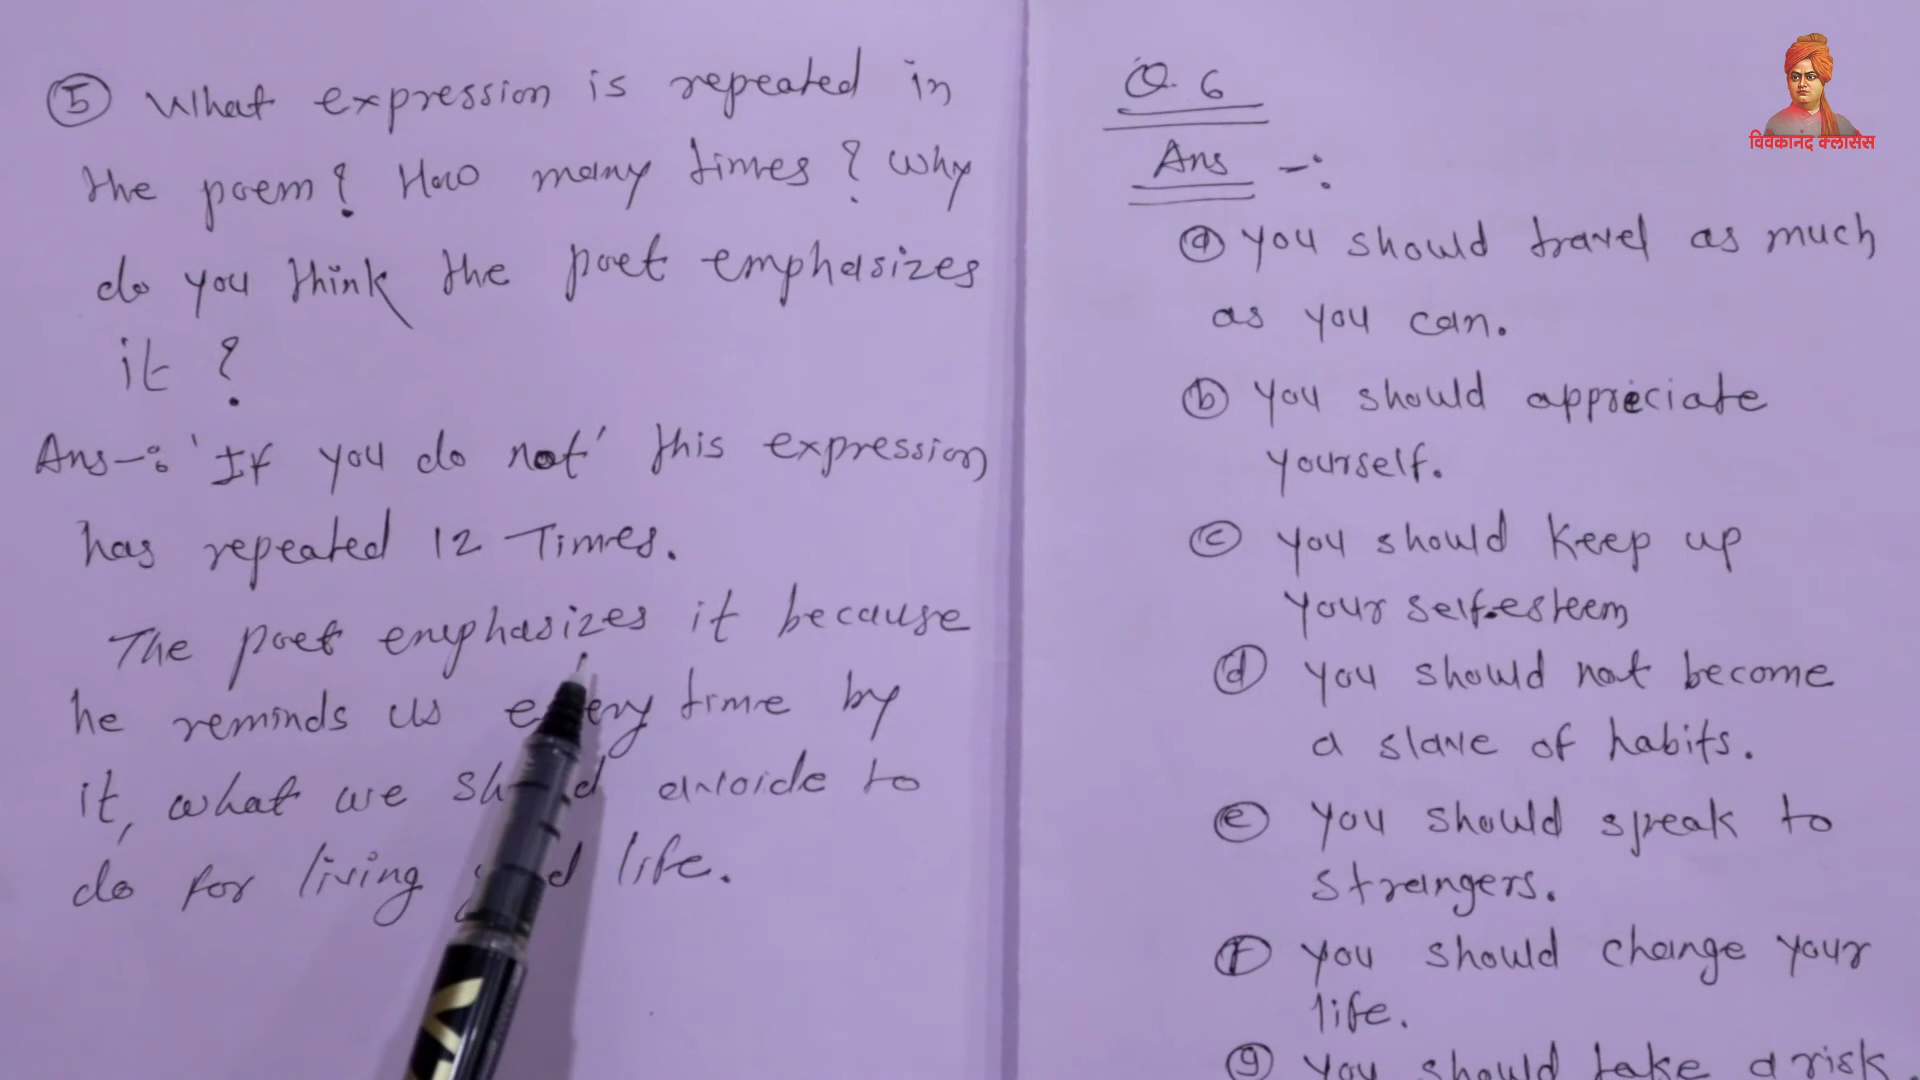 5 What expression is repeated in
the poem? How many times? Why
do you think the poet emphasizes
it ?
Ans-: 'If you do not' this expression
has repeated 12 Times.
The poet emphasizes it because
he reminds us every time by
it, what we avoide to
do for living life.
Q. 6
Ans -:
a you should travel as much
as you can.
b you should appreciate
yourself.
c you should keep up
your self-esteem
d you should not become
a slave of habits.
e you should speak to
strangers.
f you should change your
life.
g you should take a risk.
विवेकानंद क्लासेस